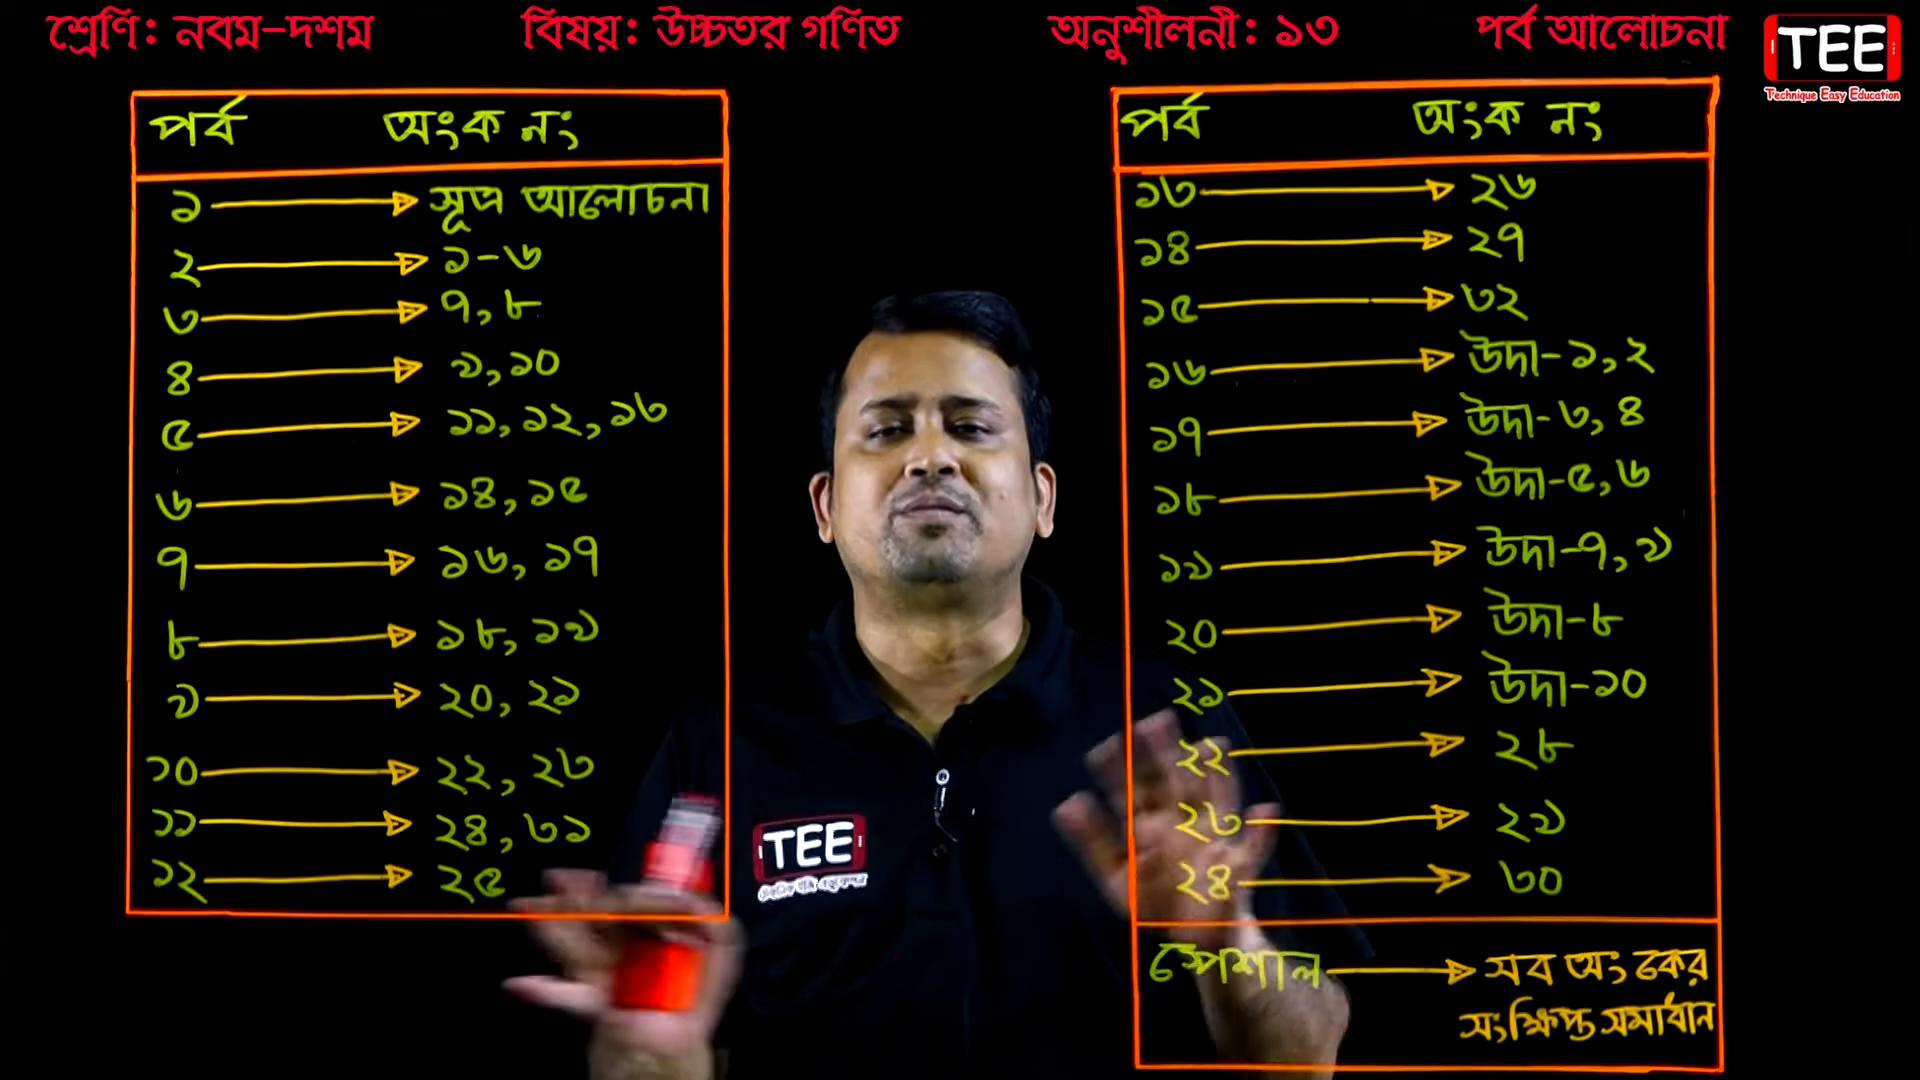 শ্রেণি: নবম-দশম বিষয়: উচ্চতর গণিত অনুশীলনী: ১৩ পর্ব আলোচনা
TEE
Technique Easy Education
পর্ব অংক নং
১ সূত্র আলোচনা
২ ১-৬
৩ ৭, ৮
৪ ৯, ১০
৫ ১১, ১২, ১৩
৬ ১৪, ১৫
৭ ১৬, ১৭
৮ ১৮, ১৯
৯ ২০, ২১
১০ ২২, ২৩
১১ ২৪, ৩১
১২ ২৫
পর্ব অংক নং
১৩ ২৬
১৪ ২৭
১৫ ৩২
১৬ উদা-১, ২
১৭ উদা-৩, ৪
১৮ উদা-৫, ৬
১৯ উদা-৭, ৯
২০ উদা-৮
২১ উদা-১০
২২ ২৮
২৩ ২৯
২৪ ৩০
স্পেশাল সব অংকের
সংক্ষিপ্ত সমাধান
TEE
টেকনিক ইজি এডুকেশন